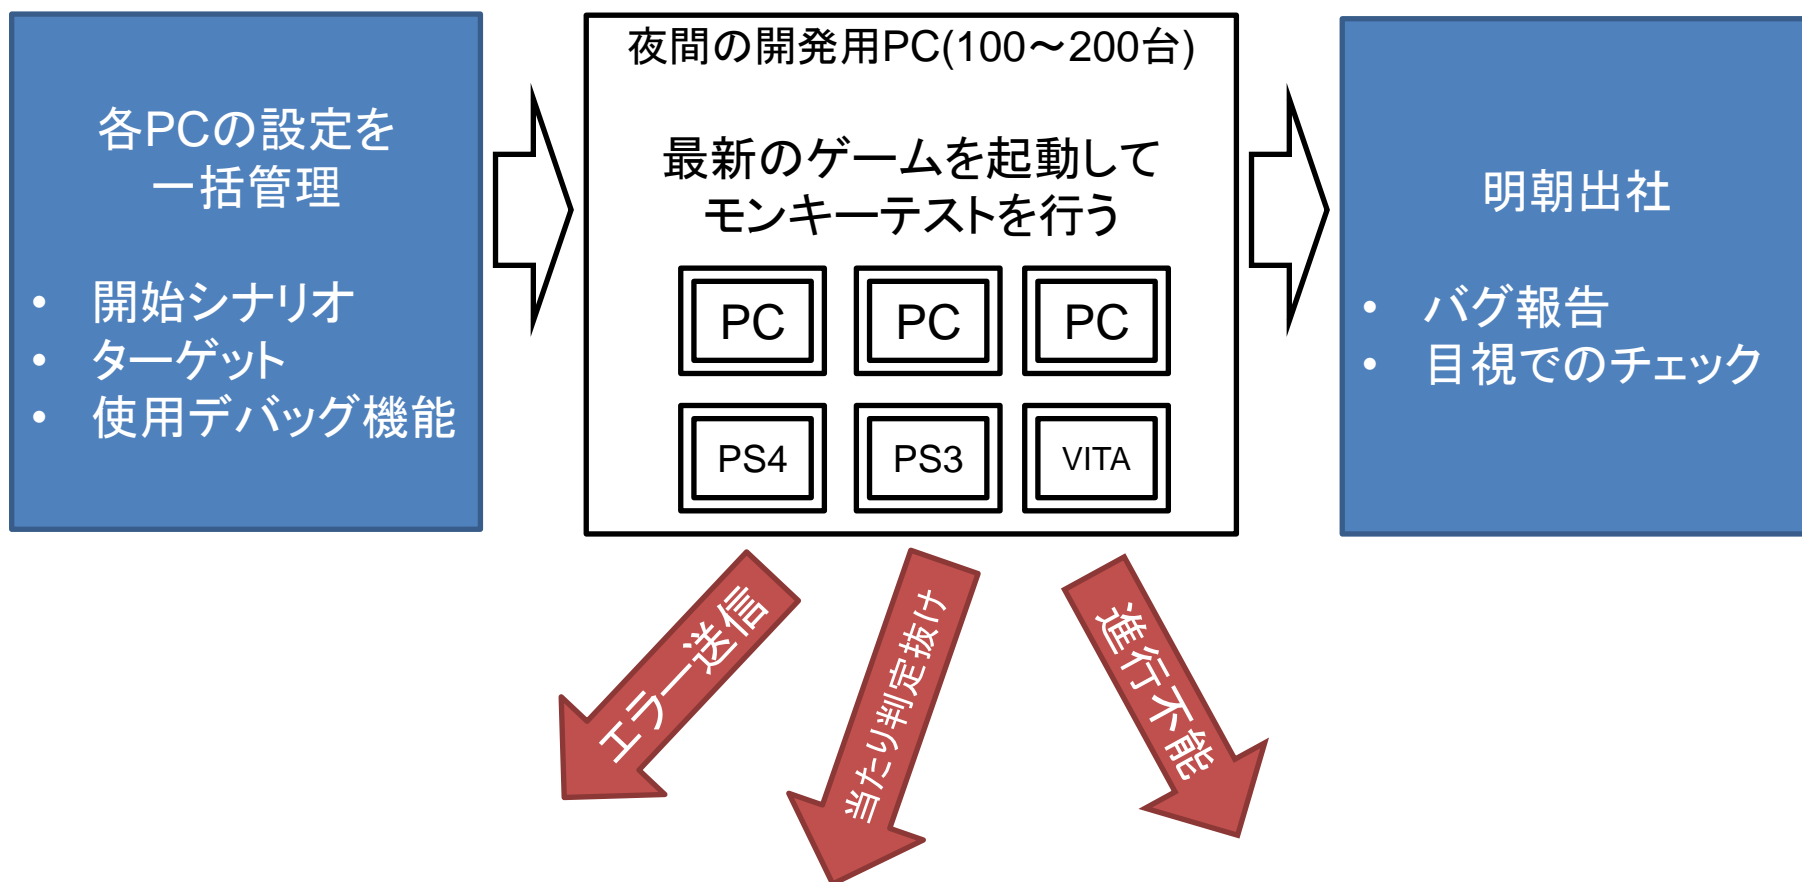 各PCの設定を
一括管理
• 開始シナリオ
• ターゲット
• 使用デバッグ機能
夜間の開発用PC(100～200台)
最新のゲームを起動して
モンキーテストを行う
PC
PC
PC
PS4
PS3
VITA
明朝出社
• バグ報告
• 目視でのチェック
エラー送信
当たり判定抜け
進行不能